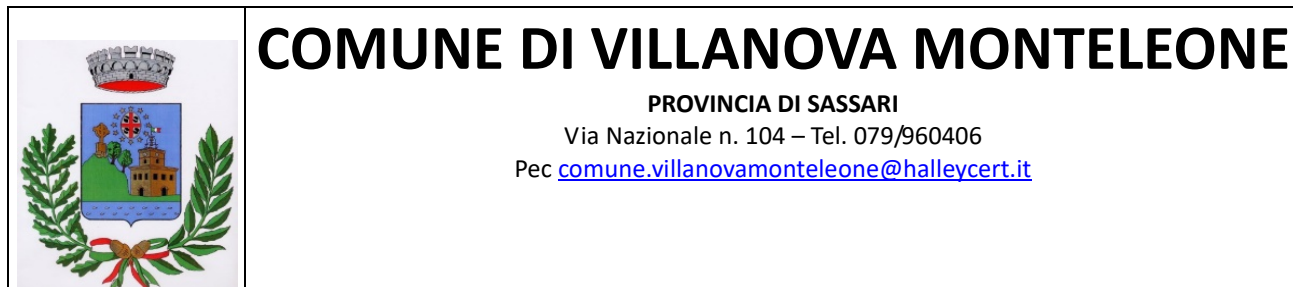 COMUNE DI VILLANOVA MONTELEONE
PROVINCIA DI SASSARI
Via Nazionale n. 104 – Tel. 079/960406
Pec comune.villanovamonteleone@halleycert.it